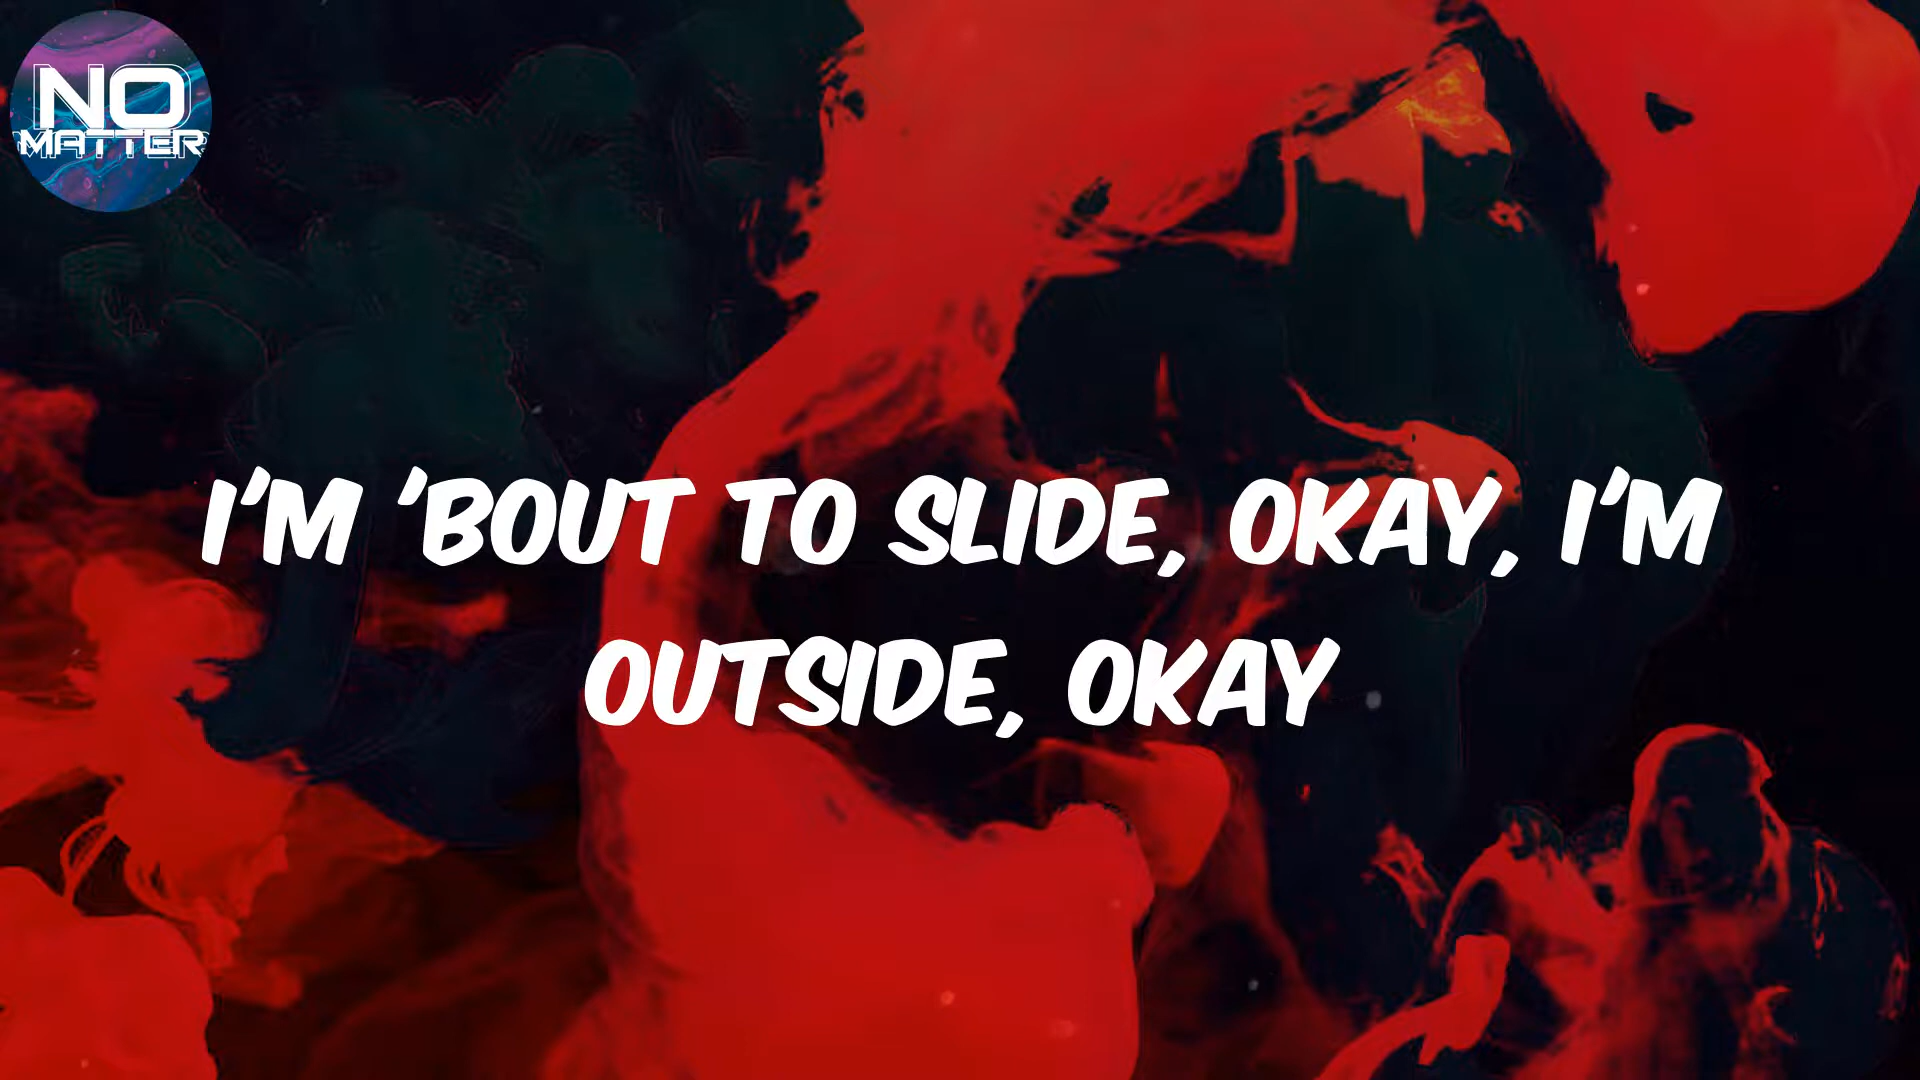 NO
MATTER
I'M 'BOUT TO SLIDE, OKAY, I'M
OUTSIDE, OKAY